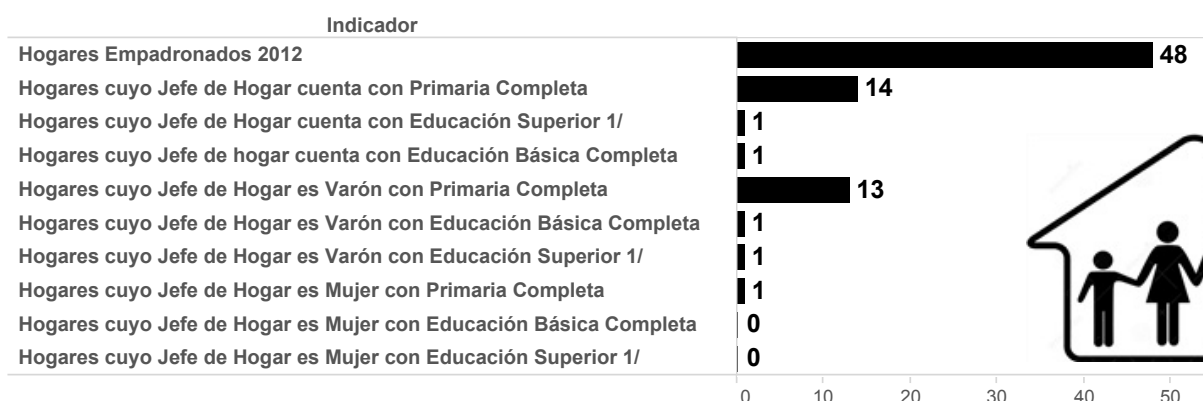 Indicador
Hogares Empadronados 2012 48
Hogares cuyo Jefe de Hogar cuenta con Primaria Completa 14
Hogares cuyo Jefe de Hogar cuenta con Educación Superior 1/ 1
Hogares cuyo Jefe de hogar cuenta con Educación Básica Completa 1
Hogares cuyo Jefe de Hogar es Varón con Primaria Completa 13
Hogares cuyo Jefe de Hogar es Varón con Educación Básica Completa 1
Hogares cuyo Jefe de Hogar es Varón con Educación Superior 1/ 1
Hogares cuyo Jefe de Hogar es Mujer con Primaria Completa 1
Hogares cuyo Jefe de Hogar es Mujer con Educación Básica Completa 0
Hogares cuyo Jefe de Hogar es Mujer con Educación Superior 1/ 0
0 10 20 30 40 50